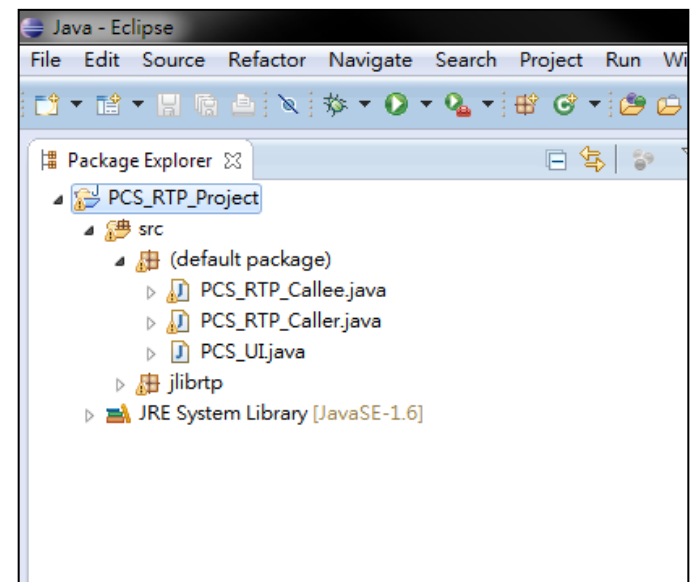 Java - Eclipse
File Edit Source Refactor Navigate Search Project Run Wi
Package Explorer
PCS_RTP_Project
src
(default package)
PCS_RTP_Callee.java
PCS_RTP_Caller.java
PCS_UI.java
jlibrtp
JRE System Library [JavaSE-1.6]